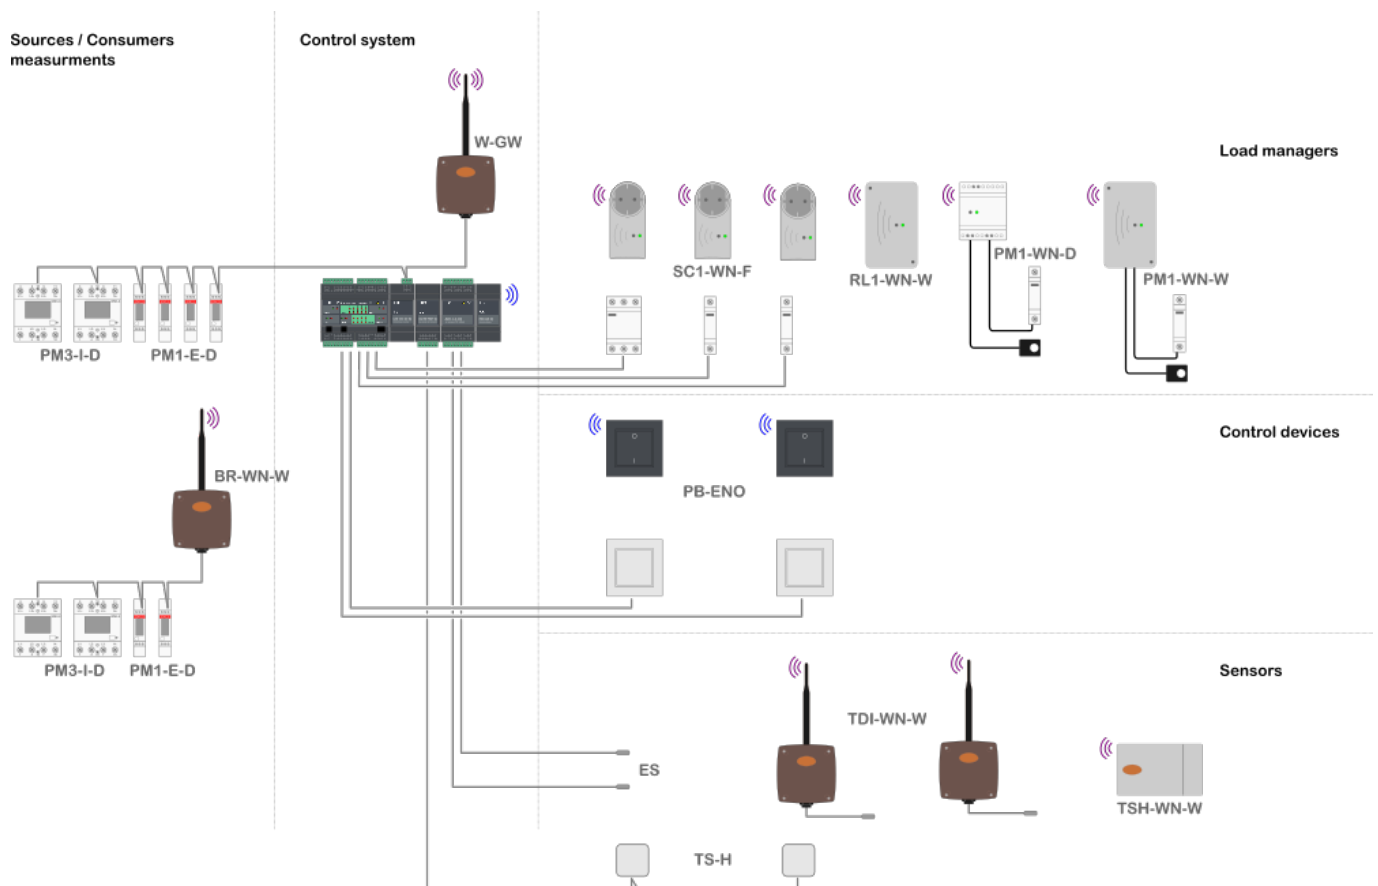 Sources / Consumers
measurments
Control system
W-GW
Load managers
SC1-WN-F
RL1-WN-W
PM1-WN-D
PM1-WN-W
PM3-I-D
PM1-E-D
BR-WN-W
Control devices
PB-ENO
PM3-I-D
PM1-E-D
Sensors
TDI-WN-W
ES
TSH-WN-W
TS-H